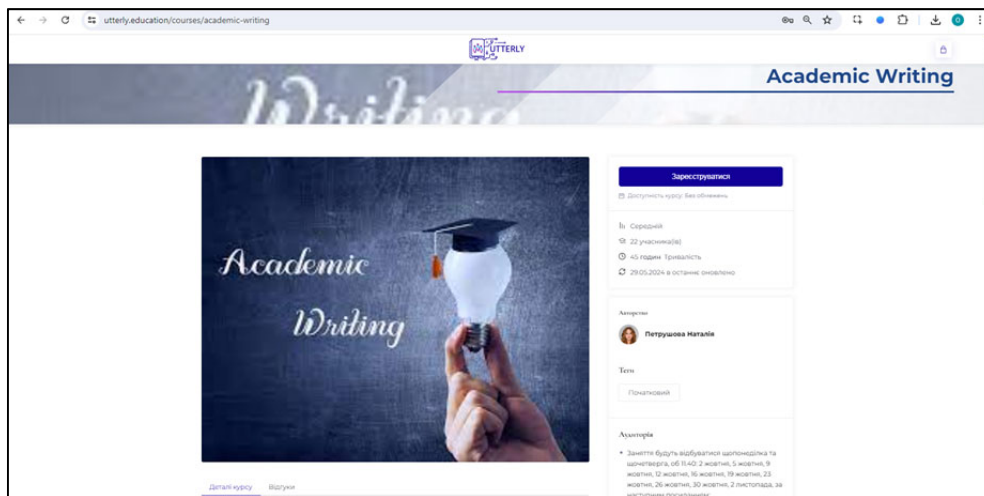 utterly.education/courses/academic-writing
UTTERLY
Academic Writing
Writing
Academic
Writing
Зареєструватися
Доступність курсу: Без обмежень
Середній
22 учасника(ів)
45 годин Тривалість
29.05.2024 в останнє оновлено
Авторство
Петрушова Наталія
Теги
Початковий
Аудиторія
Заняття будуть відбуватися щопонеділка та
щочетверга, об 11.40: 2 жовтня, 5 жовтня, 9
жовтня, 12 жовтня, 16 жовтня, 19 жовтня, 23
жовтня, 26 жовтня, 30 жовтня, 2 листопада, за
наступним посиланням:
Деталі курсу
Відгуки